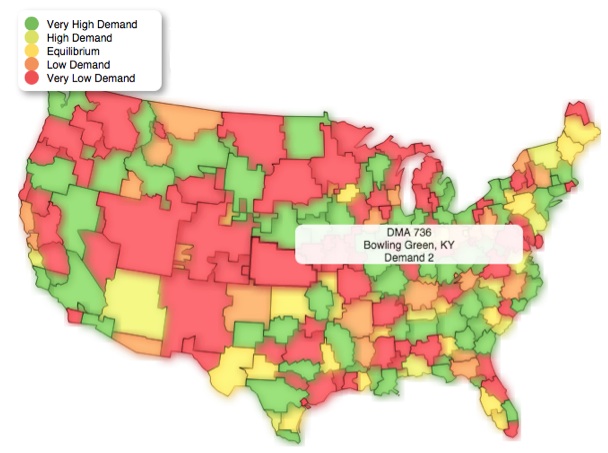 Very High Demand
High Demand
Equilibrium
Low Demand
Very Low Demand
DMA 736
Bowling Green, KY
Demand 2